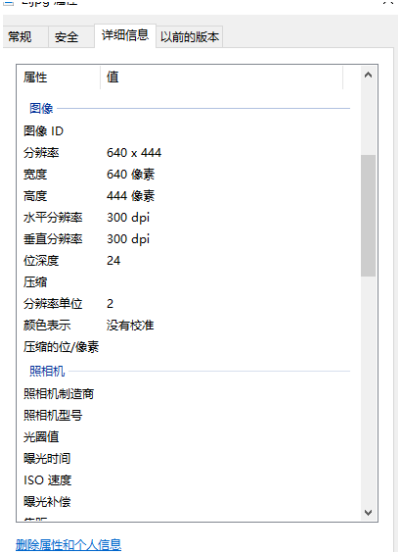 常规 安全 详细信息 以前的版本
属性 值
图像
图像 ID
分辨率 640 x 444
宽度 640 像素
高度 444 像素
水平分辨率 300 dpi
垂直分辨率 300 dpi
位深度 24
压缩
分辨率单位 2
颜色表示 没有校准
压缩的位/像素
照相机
照相机制造商
照相机型号
光圈值
曝光时间
ISO 速度
曝光补偿
删除属性和个人信息